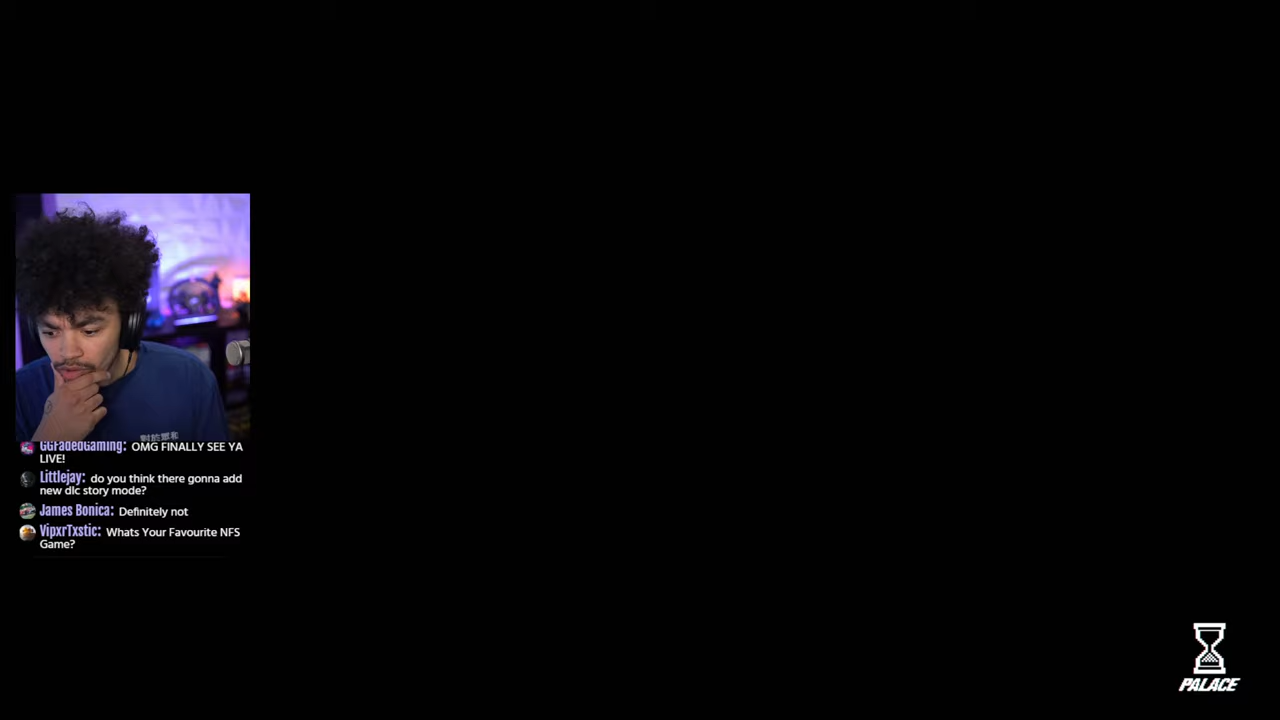 GGFadedGaming: OMG FINALLY SEE YA
LIVE!
Littlejay: do you think there gonna add
new dlc story mode?
James Bonica: Definitely not
VipxrTxstic: Whats Your Favourite NFS
Game?
PALACE